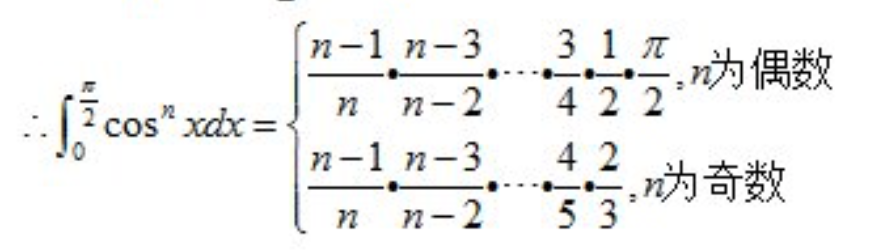 ∴∫₀^{π/2} cosⁿ xdx = { (n−1)/n • (n−3)/(n−2) • ⋯ • 3/4 • 1/2 • π/2 , n为偶数
(n−1)/n • (n−3)/(n−2) • ⋯ • 4/5 • 2/3 , n为奇数